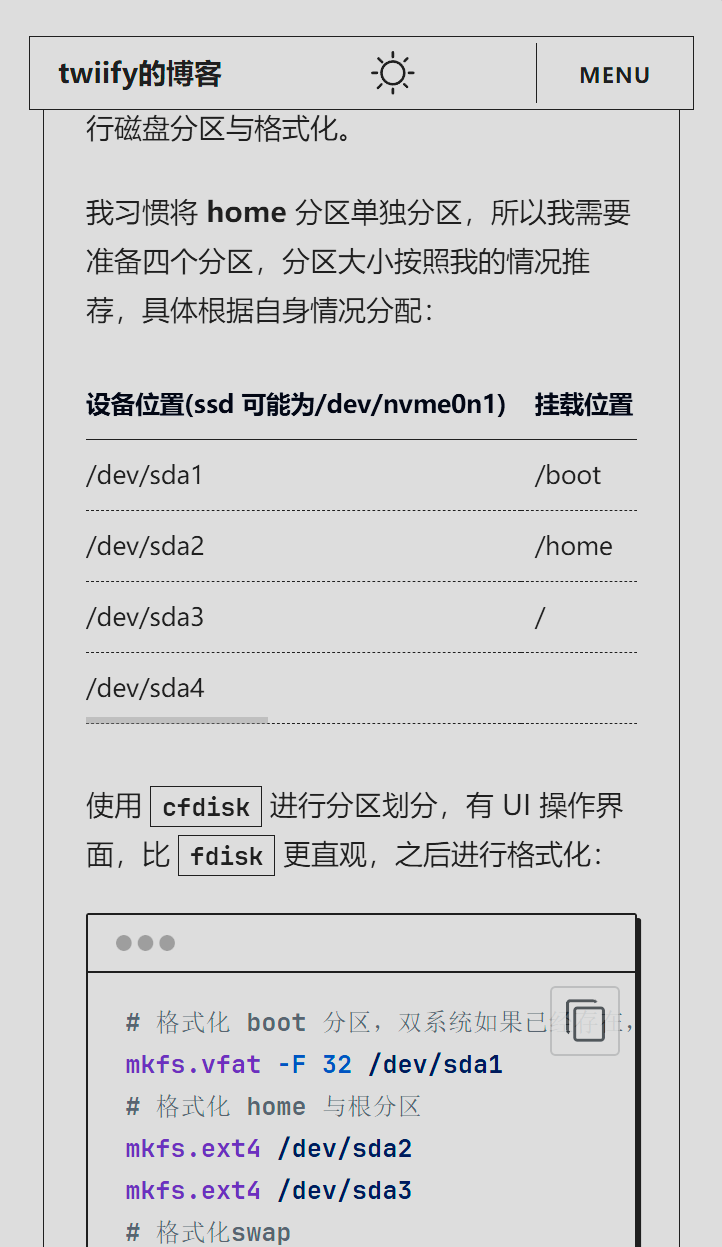 twiify的博客
MENU
行磁盘分区与格式化。
我习惯将 home 分区单独分区，所以我需要
准备四个分区，分区大小按照我的情况推
荐，具体根据自身情况分配：
设备位置(ssd 可能为/dev/nvme0n1) 挂载位置
/dev/sda1 /boot
/dev/sda2 /home
/dev/sda3 /
/dev/sda4
使用 cfdisk 进行分区划分，有 UI 操作界
面，比 fdisk 更直观，之后进行格式化：
# 格式化 boot 分区，双系统如果已经存在，
mkfs.vfat -F 32 /dev/sda1
# 格式化 home 与根分区
mkfs.ext4 /dev/sda2
mkfs.ext4 /dev/sda3
# 格式化swap